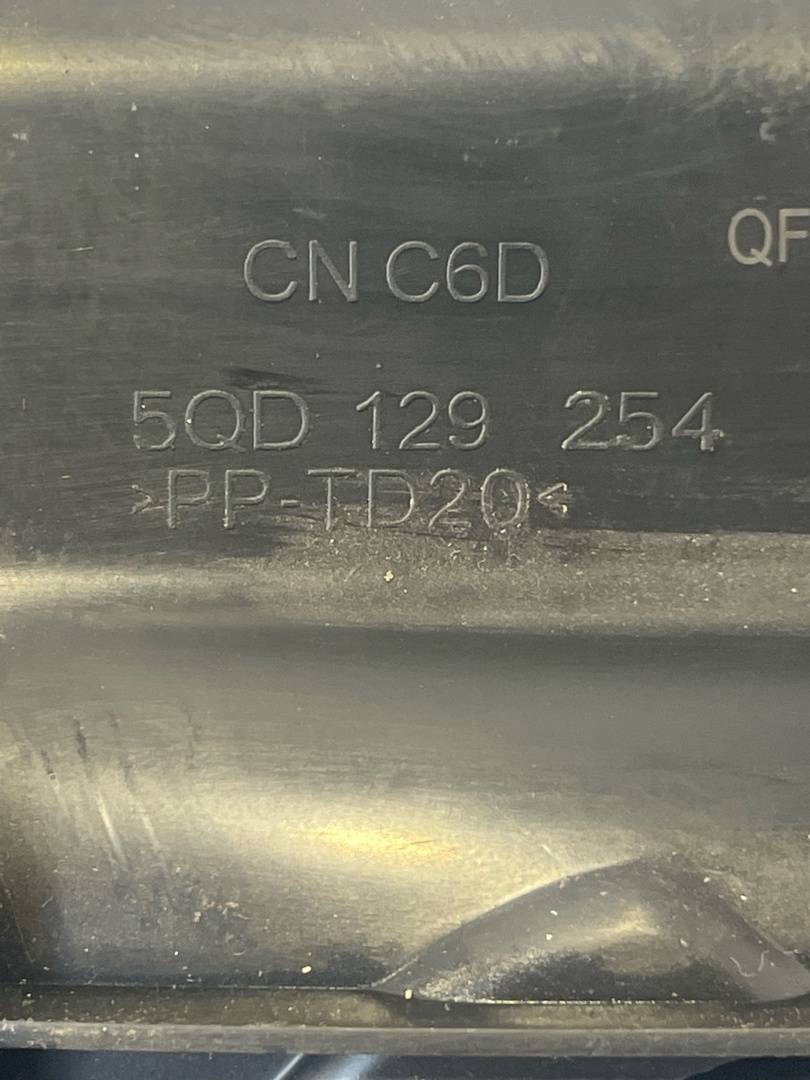 QF
CN C6D
5QD 129 254
>PP-TD20<